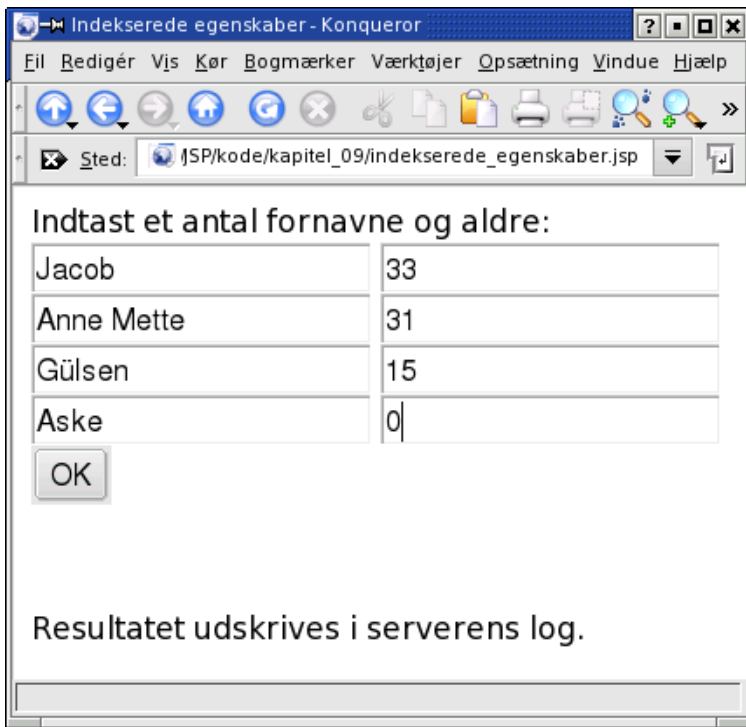 Indekserede egenskaber - Konqueror
Fil Redigér Vis Kør Bogmærker Værktøjer Opsætning Vindue Hjælp
Sted: /JSP/kode/kapitel_09/indekserede_egenskaber.jsp
Indtast et antal fornavne og aldre:
Jacob 33
Anne Mette 31
Gülsen 15
Aske 0
OK
Resultatet udskrives i serverens log.